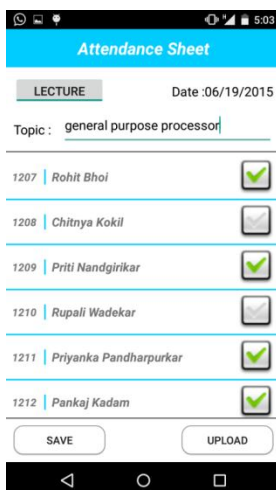 5:03
Attendance Sheet
LECTURE Date :06/19/2015
Topic : general purpose processor
1207 Rohit Bhoi
1208 Chitnya Kokil
1209 Priti Nandgirikar
1210 Rupali Wadekar
1211 Priyanka Pandharpurkar
1212 Pankaj Kadam
SAVE UPLOAD